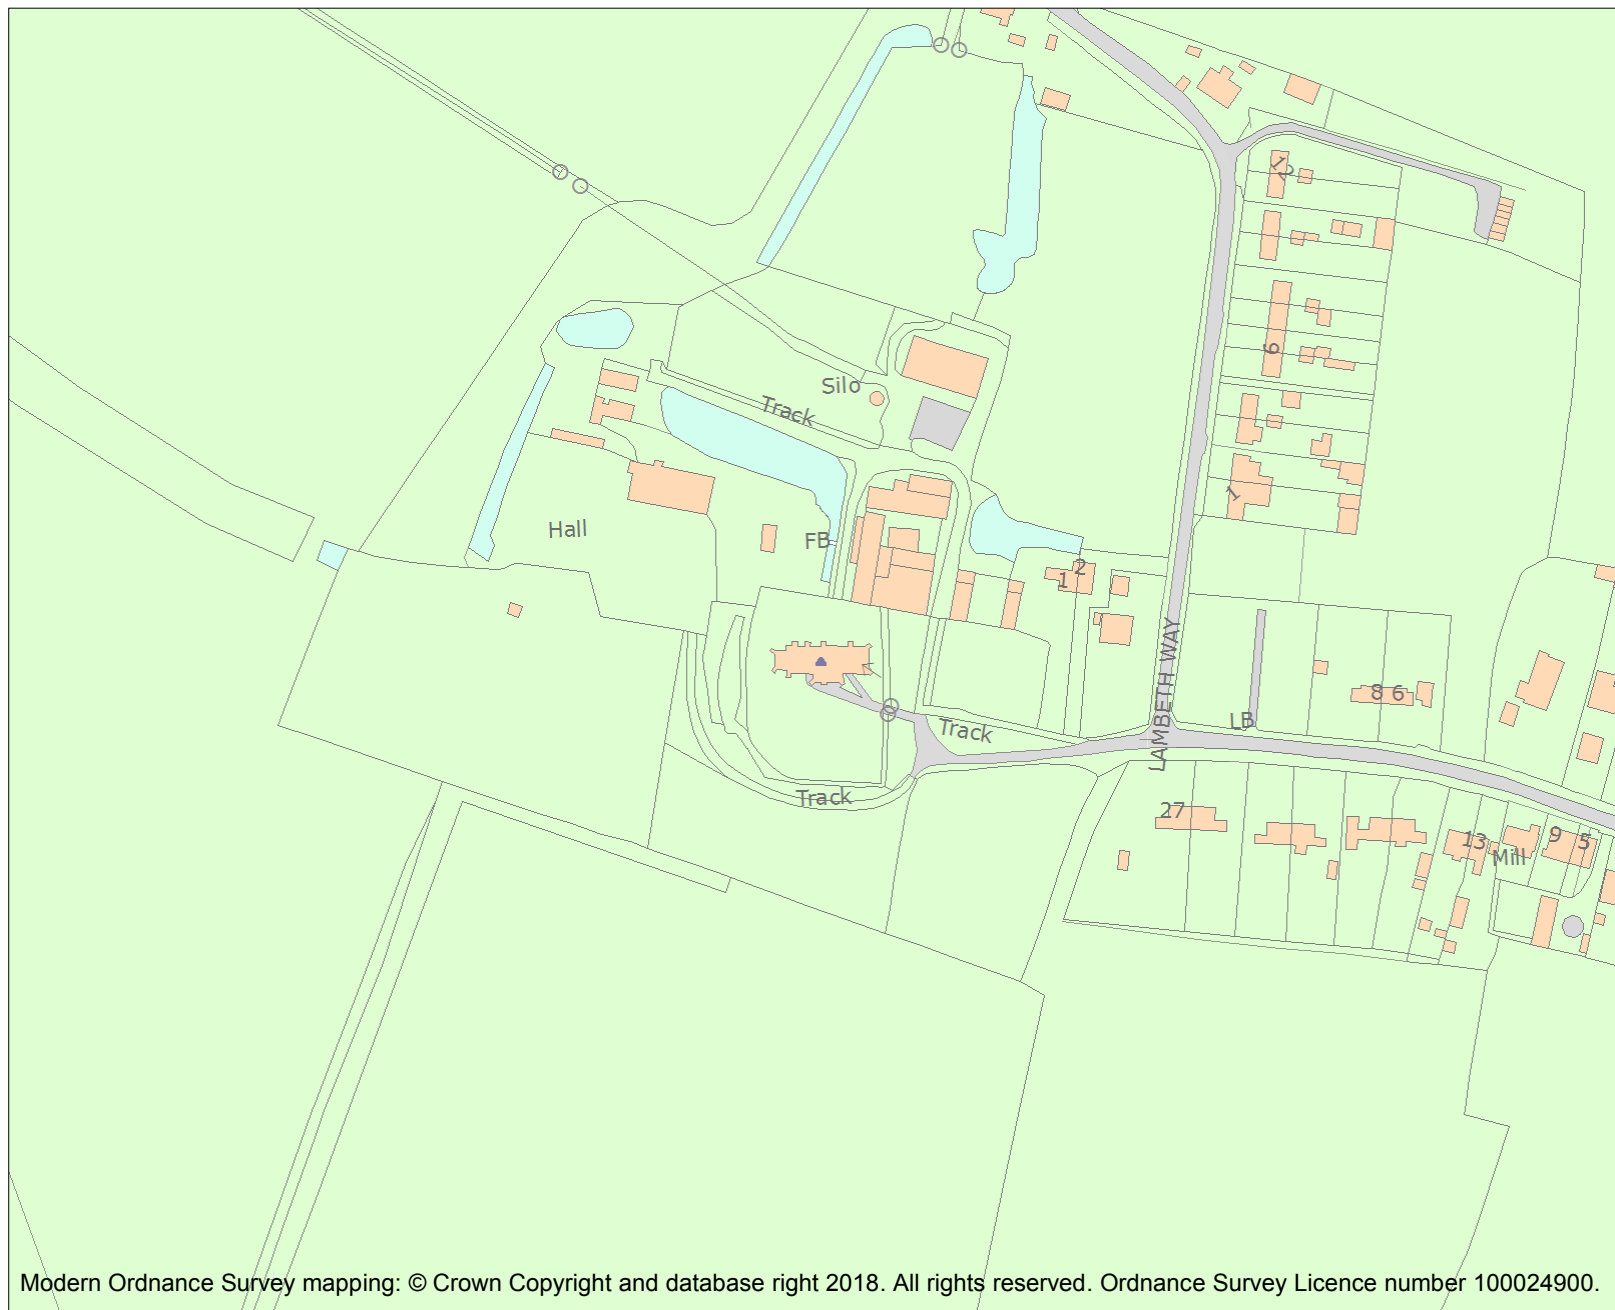 12
Silo
6
Track
1
Hall
FB
2
1
LAMBETH WAY
8 6
LB
Track
Track
27
13
9
5
Mill
Modern Ordnance Survey mapping: © Crown Copyright and database right 2018. All rights reserved. Ordnance Survey Licence number 100024900.